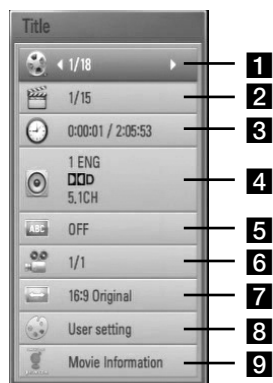 Title
1/18 1
1/15 2
0:00:01 / 2:05:53 3
1 ENG
D 4
5.1CH
ABC OFF 5
1/1 6
16:9 Original 7
User setting 8
Movie Information 9